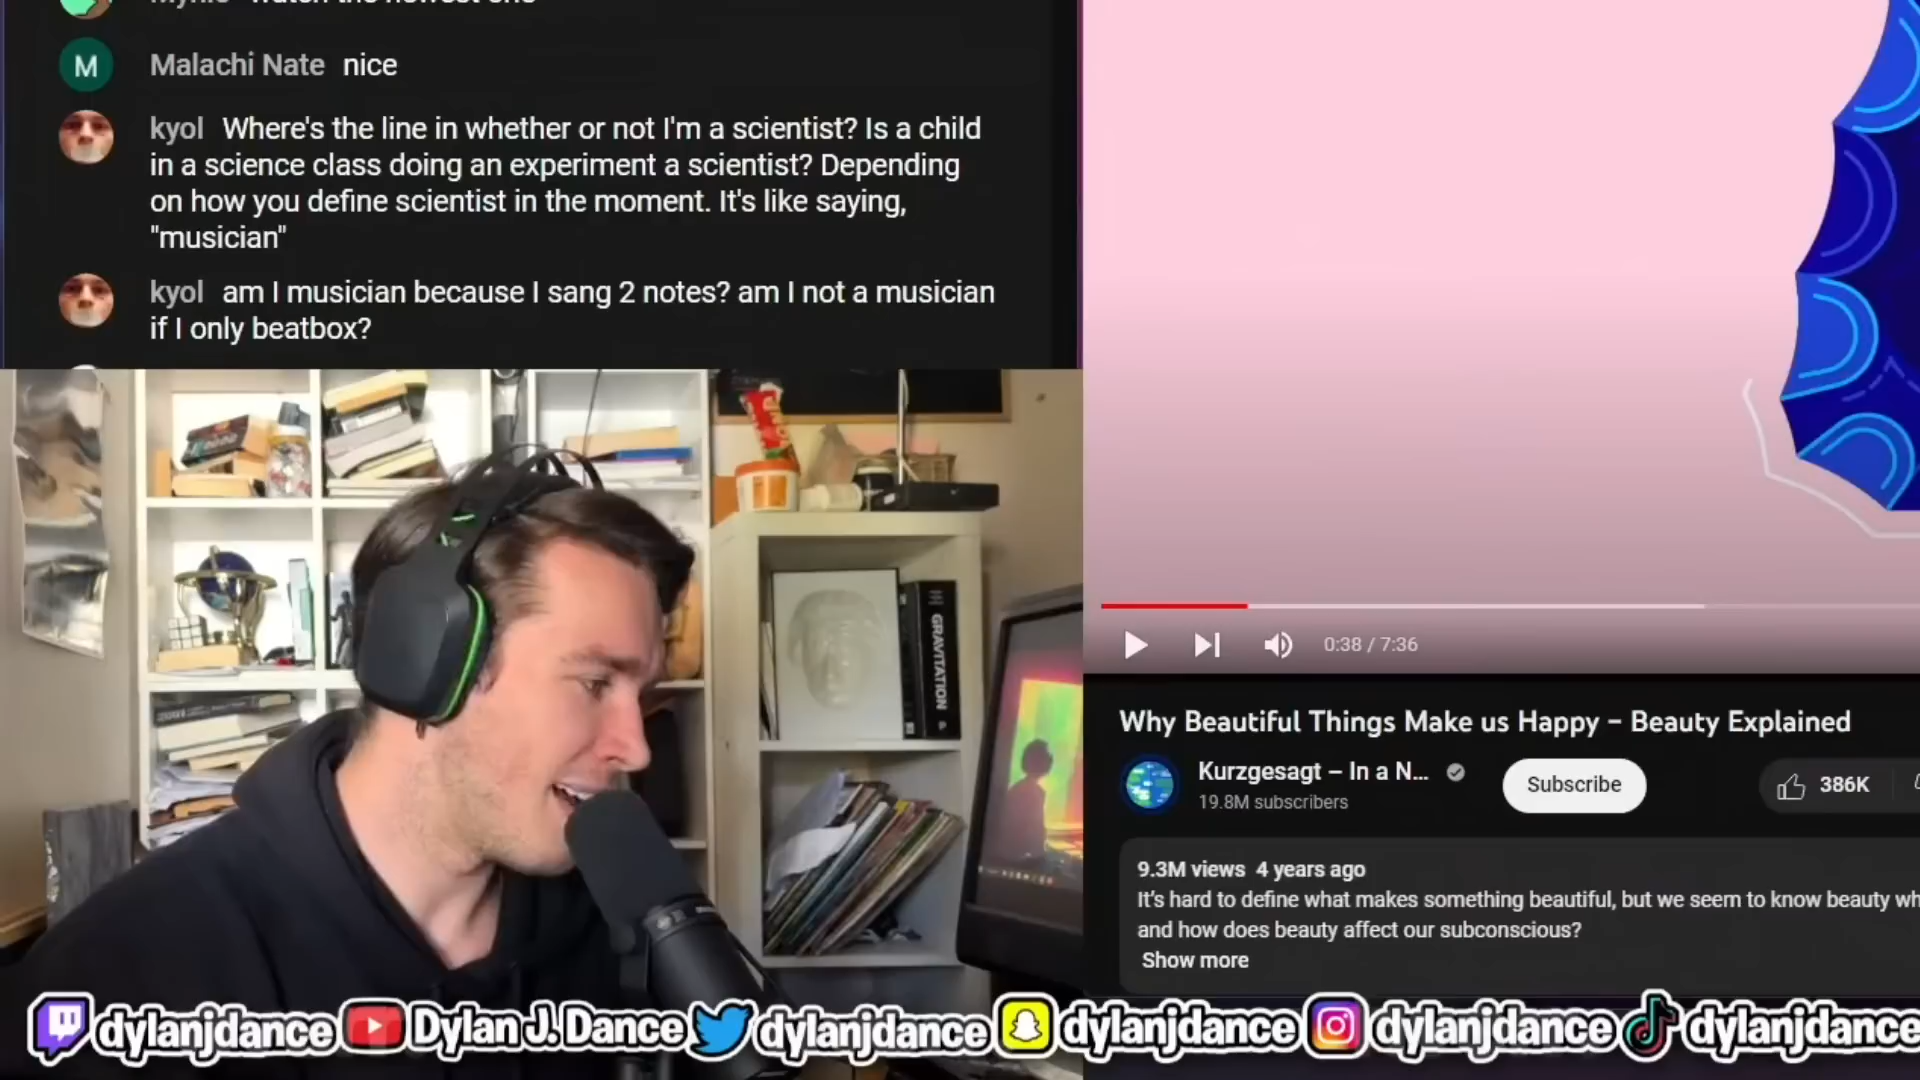 Malachi Nate nice
kyol Where's the line in whether or not I'm a scientist? Is a child
in a science class doing an experiment a scientist? Depending
on how you define scientist in the moment. It's like saying,
"musician"
kyol am I musician because I sang 2 notes? am I not a musician
if I only beatbox?
M
GRAVITATION
0:38 / 7:36
Why Beautiful Things Make us Happy – Beauty Explained
Kurzgesagt – In a N...
19.8M subscribers
Subscribe
386K
9.3M views 4 years ago
It's hard to define what makes something beautiful, but we seem to know beauty
and how does beauty affect our subconscious?
Show more
dylanjdance Dylan J. Dance dylanjdance dylanjdance dylanjdance dylanjdance